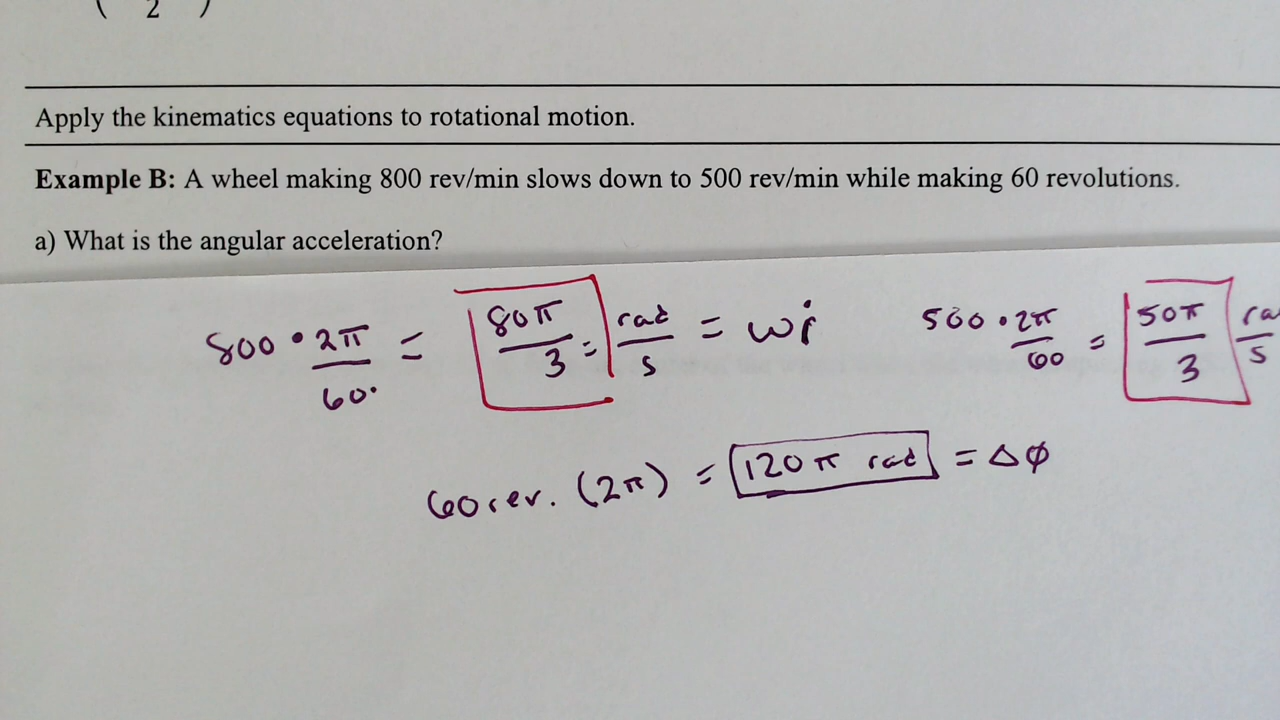 ( 2 )
Apply the kinematics equations to rotational motion.
Example B: A wheel making 800 rev/min slows down to 500 rev/min while making 60 revolutions.
a) What is the angular acceleration?
800 • 2π/60. = 80π/3 = rad/s = ωi 500 • 2π/60 = 50π/3 ra/s
60 rev. (2π) = 120π rad = Δφ